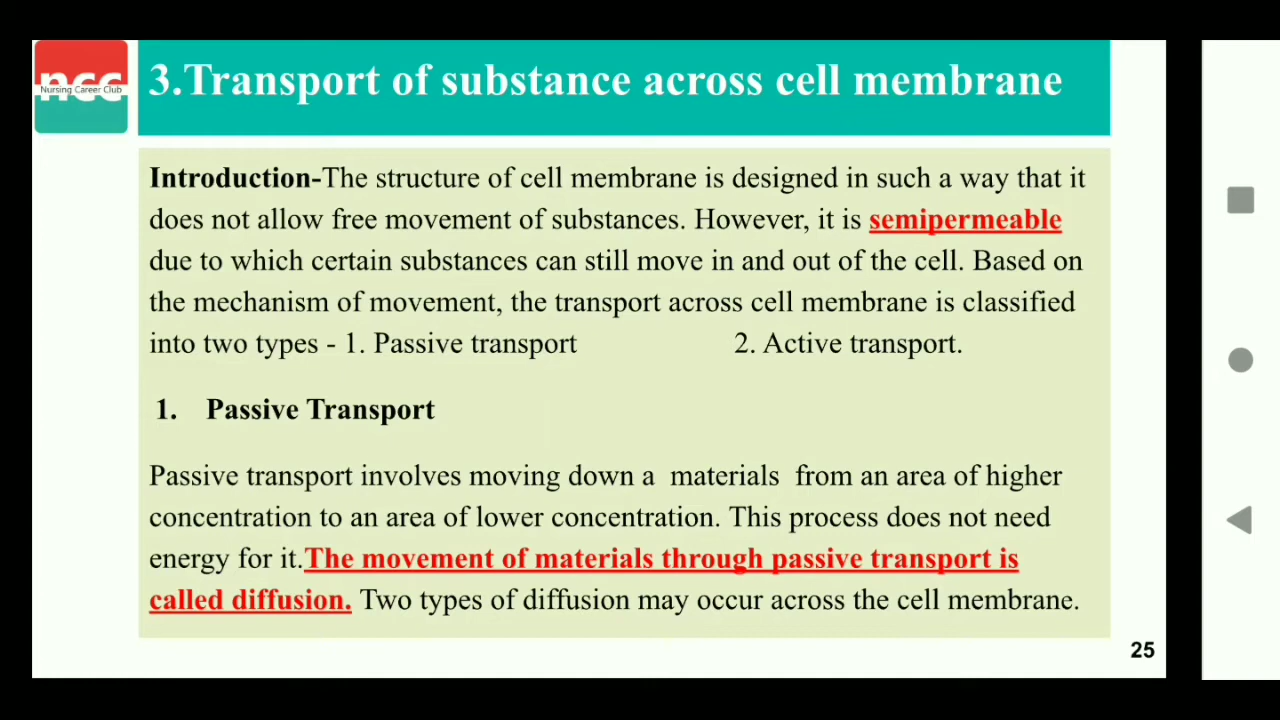 ncc
Nursing Career Club
3.Transport of substance across cell membrane
Introduction-The structure of cell membrane is designed in such a way that it
does not allow free movement of substances. However, it is semipermeable
due to which certain substances can still move in and out of the cell. Based on
the mechanism of movement, the transport across cell membrane is classified
into two types - 1. Passive transport 2. Active transport.
1. Passive Transport
Passive transport involves moving down a materials from an area of higher
concentration to an area of lower concentration. This process does not need
energy for it.The movement of materials through passive transport is
called diffusion. Two types of diffusion may occur across the cell membrane.
25